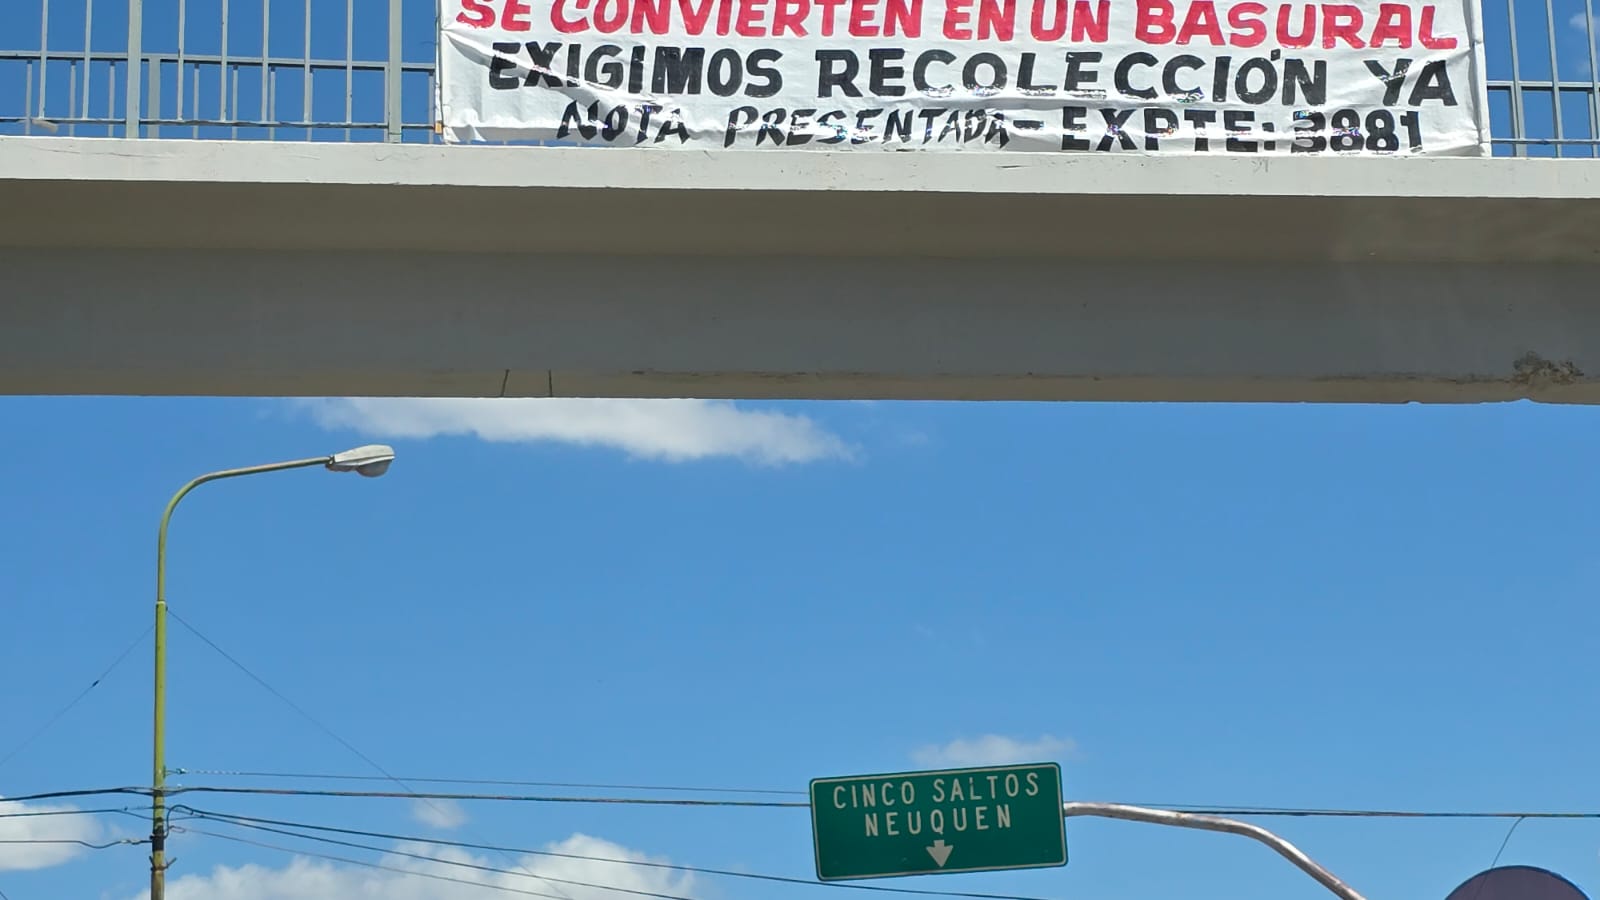 SE CONVIERTEN EN UN BASURAL
EXIGIMOS RECOLECCIÓN YA
NOTA PRESENTADA - EXPTE: 3881
CINCO SALTOS
NEUQUEN